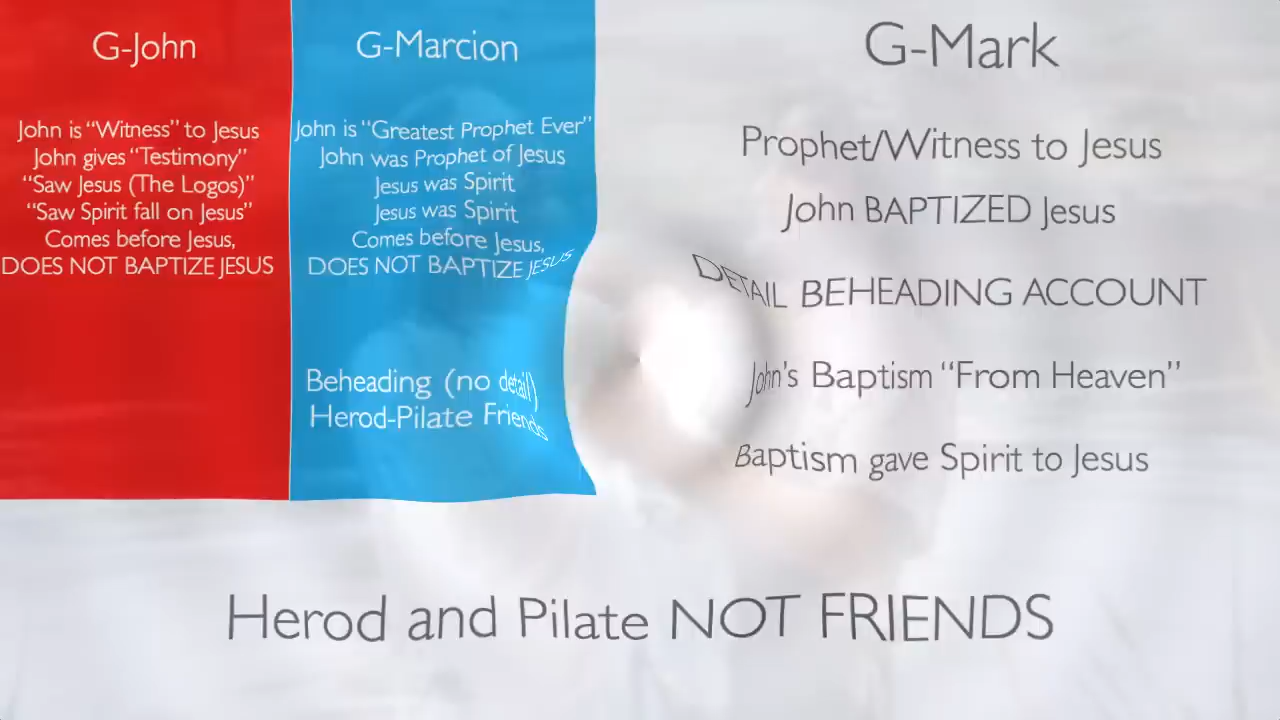 G-John
John is “Witness” to Jesus
John gives “Testimony”
“Saw Jesus (The Logos)”
“Saw Spirit fall on Jesus”
Comes before Jesus,
DOES NOT BAPTIZE JESUS
G-Marcion
John is “Greatest Prophet Ever”
John was Prophet of Jesus
Jesus was Spirit
Jesus was Spirit
Comes before Jesus,
DOES NOT BAPTIZE JESUS
Beheading (no detail)
Herod-Pilate Friends
G-Mark
Prophet/Witness to Jesus
John BAPTIZED Jesus
DETAIL BEHEADING ACCOUNT
John's Baptism “From Heaven”
Baptism gave Spirit to Jesus
Herod and Pilate NOT FRIENDS